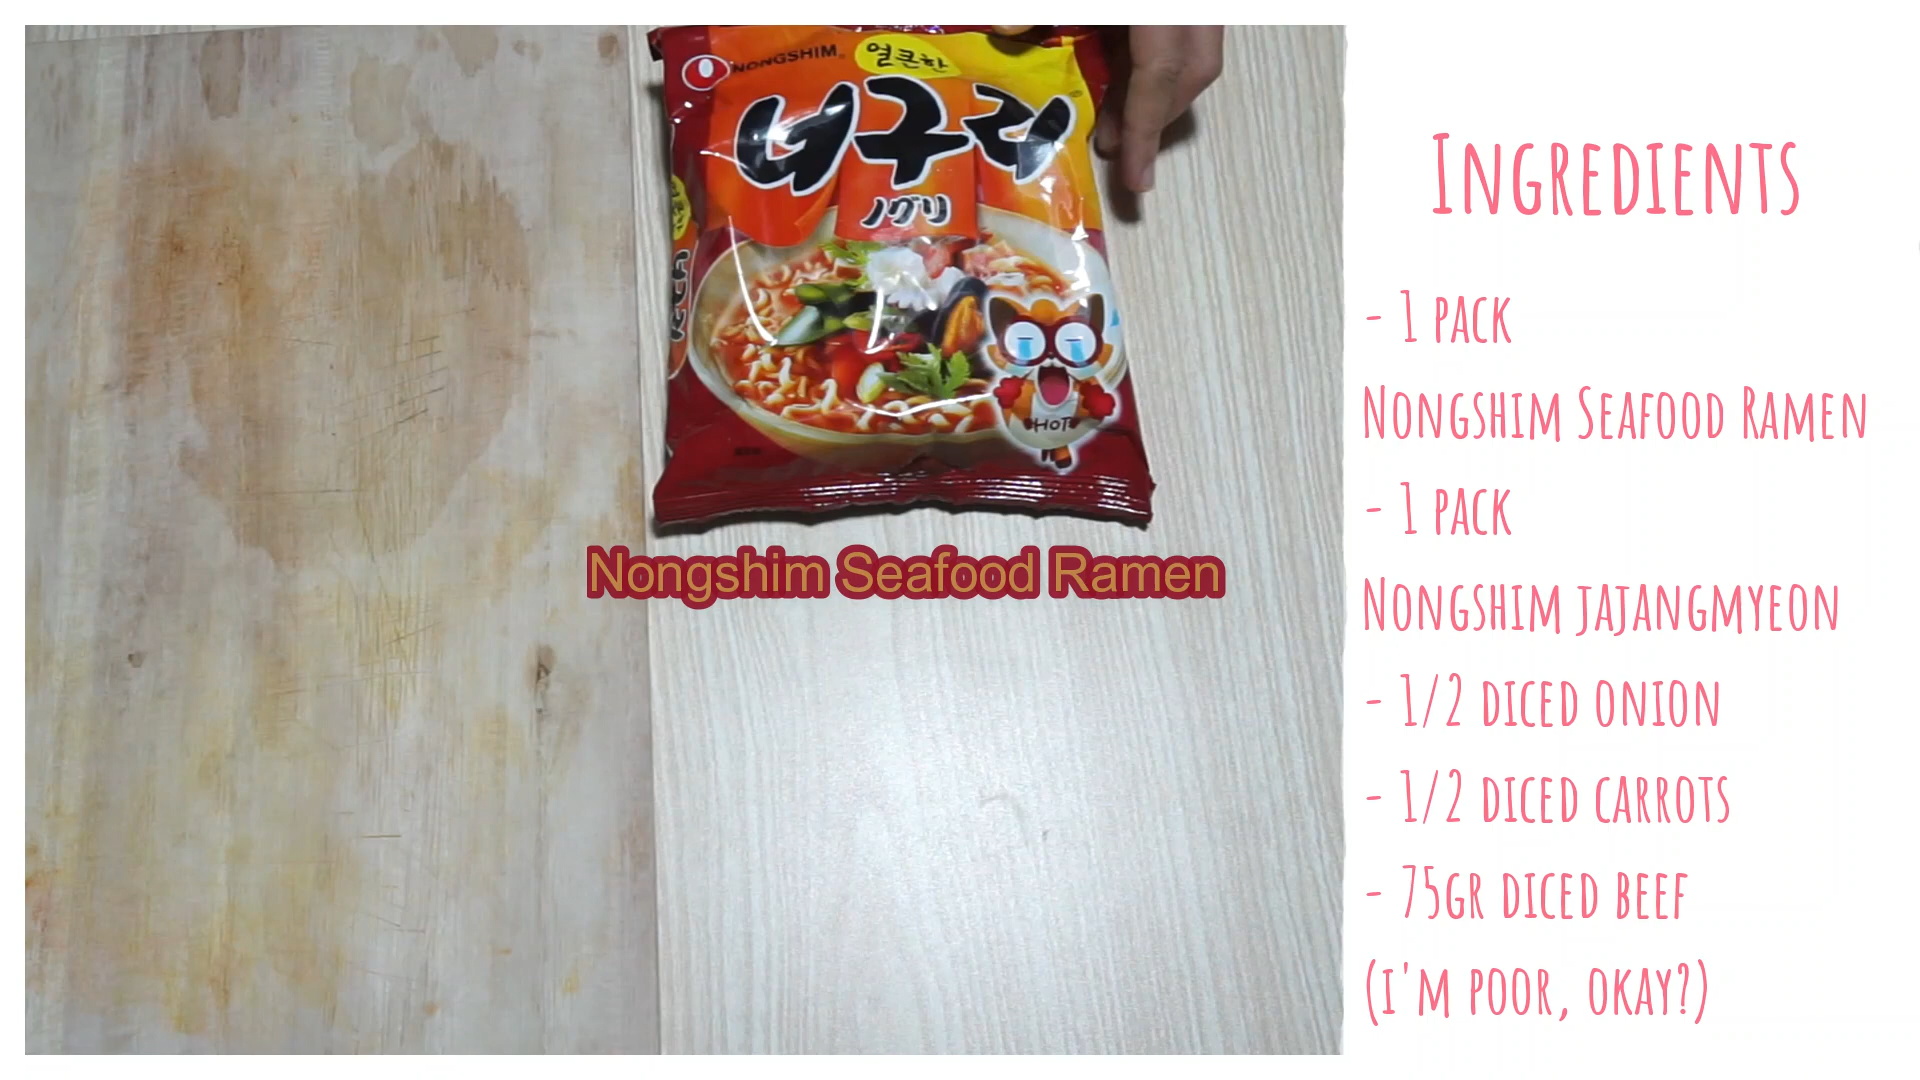 NONGSHIM
얼큰한
너구리
ノグリ
HOT
Nongshim Seafood Ramen
Ingredients
- 1 pack
Nongshim Seafood Ramen
- 1 pack
Nongshim jajangmyeon
- 1/2 diced onion
- 1/2 diced carrots
- 75gr diced beef
(i'm poor, okay?)